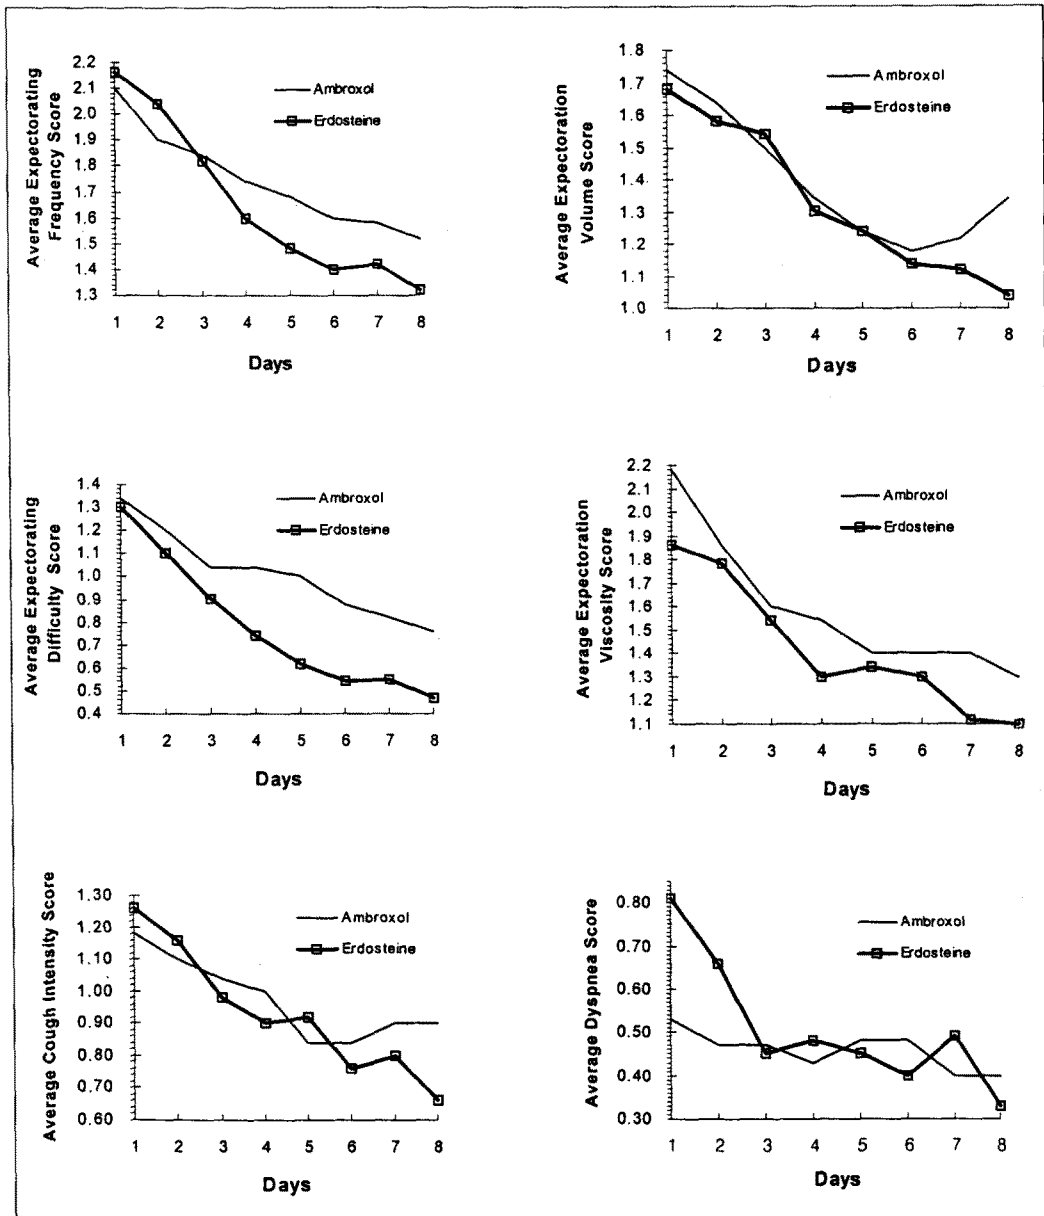 Average Expectorating
Frequency Score
2.2
2.1
2.0
1.9
1.8
1.7
1.6
1.5
1.4
1.3
Ambroxol
Erdosteine
1 2 3 4 5 6 7 8
Days
Average Expectoration
Volume Score
1.8
1.7
1.6
1.5
1.4
1.3
1.2
1.1
1.0
Ambroxol
Erdosteine
1 2 3 4 5 6 7 8
Days
Average Expectorating
Difficulty Score
1.4
1.3
1.2
1.1
1.0
0.9
0.8
0.7
0.6
0.5
0.4
Ambroxol
Erdosteine
1 2 3 4 5 6 7 8
Days
Average Expectoration
Viscosity Score
2.2
2.1
2.0
1.9
1.8
1.7
1.6
1.5
1.4
1.3
1.2
1.1
Ambroxol
Erdosteine
1 2 3 4 5 6 7 8
Days
Average Cough Intensity Score
1.30
1.20
1.10
1.00
0.90
0.80
0.70
0.60
Ambroxol
Erdosteine
1 2 3 4 5 6 7 8
Days
Average Dyspnea Score
0.80
0.70
0.60
0.50
0.40
0.30
Ambroxol
Erdosteine
1 2 3 4 5 6 7 8
Days